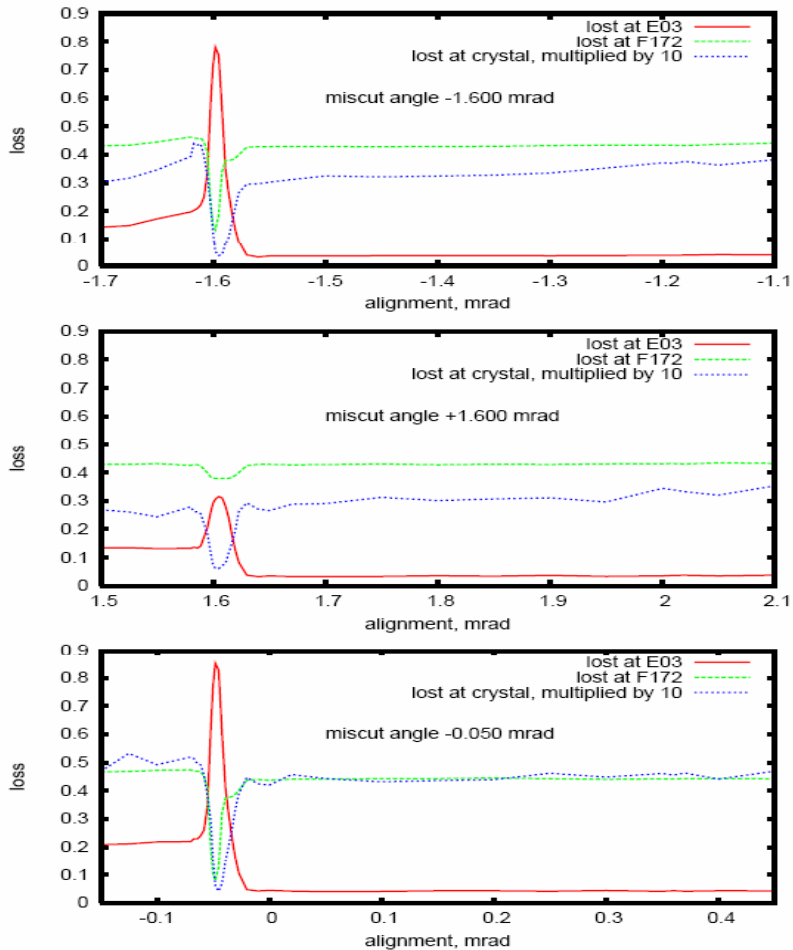 0.9
0.8
0.7
0.6
0.5
0.4
0.3
0.2
0.1
0
loss
lost at E03
lost at F172
lost at crystal, multiplied by 10
miscut angle -1.600 mrad
-1.7 -1.6 -1.5 -1.4 -1.3 -1.2 -1.1
alignment, mrad
0.9
0.8
0.7
0.6
0.5
0.4
0.3
0.2
0.1
0
loss
lost at E03
lost at F172
lost at crystal, multiplied by 10
miscut angle +1.600 mrad
1.5 1.6 1.7 1.8 1.9 2 2.1
alignment, mrad
0.9
0.8
0.7
0.6
0.5
0.4
0.3
0.2
0.1
0
loss
lost at E03
lost at F172
lost at crystal, multiplied by 10
miscut angle -0.050 mrad
-0.1 0 0.1 0.2 0.3 0.4
alignment, mrad